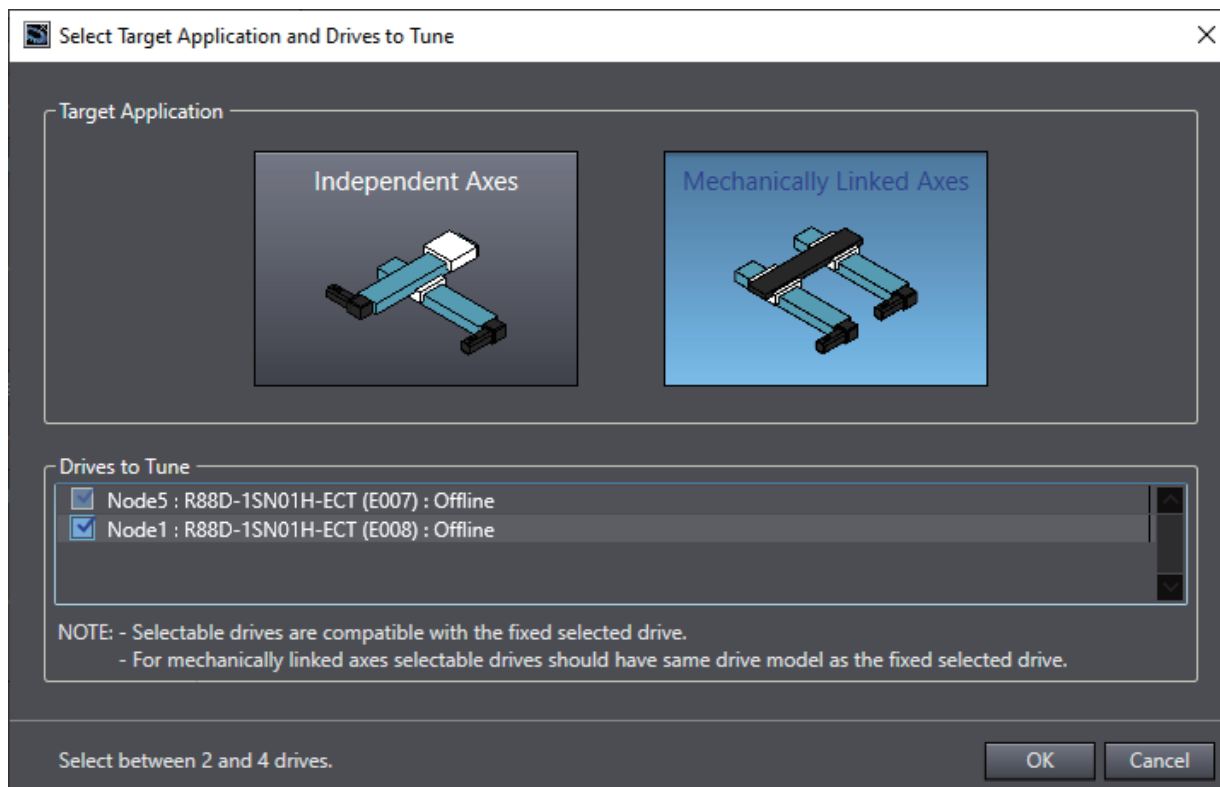 Select Target Application and Drives to Tune
Target Application
Independent Axes
Mechanically Linked Axes
Drives to Tune
Node5 : R88D-1SN01H-ECT (E007) : Offline
Node1 : R88D-1SN01H-ECT (E008) : Offline
NOTE: - Selectable drives are compatible with the fixed selected drive.
- For mechanically linked axes selectable drives should have same drive model as the fixed selected drive.
Select between 2 and 4 drives.
OK
Cancel